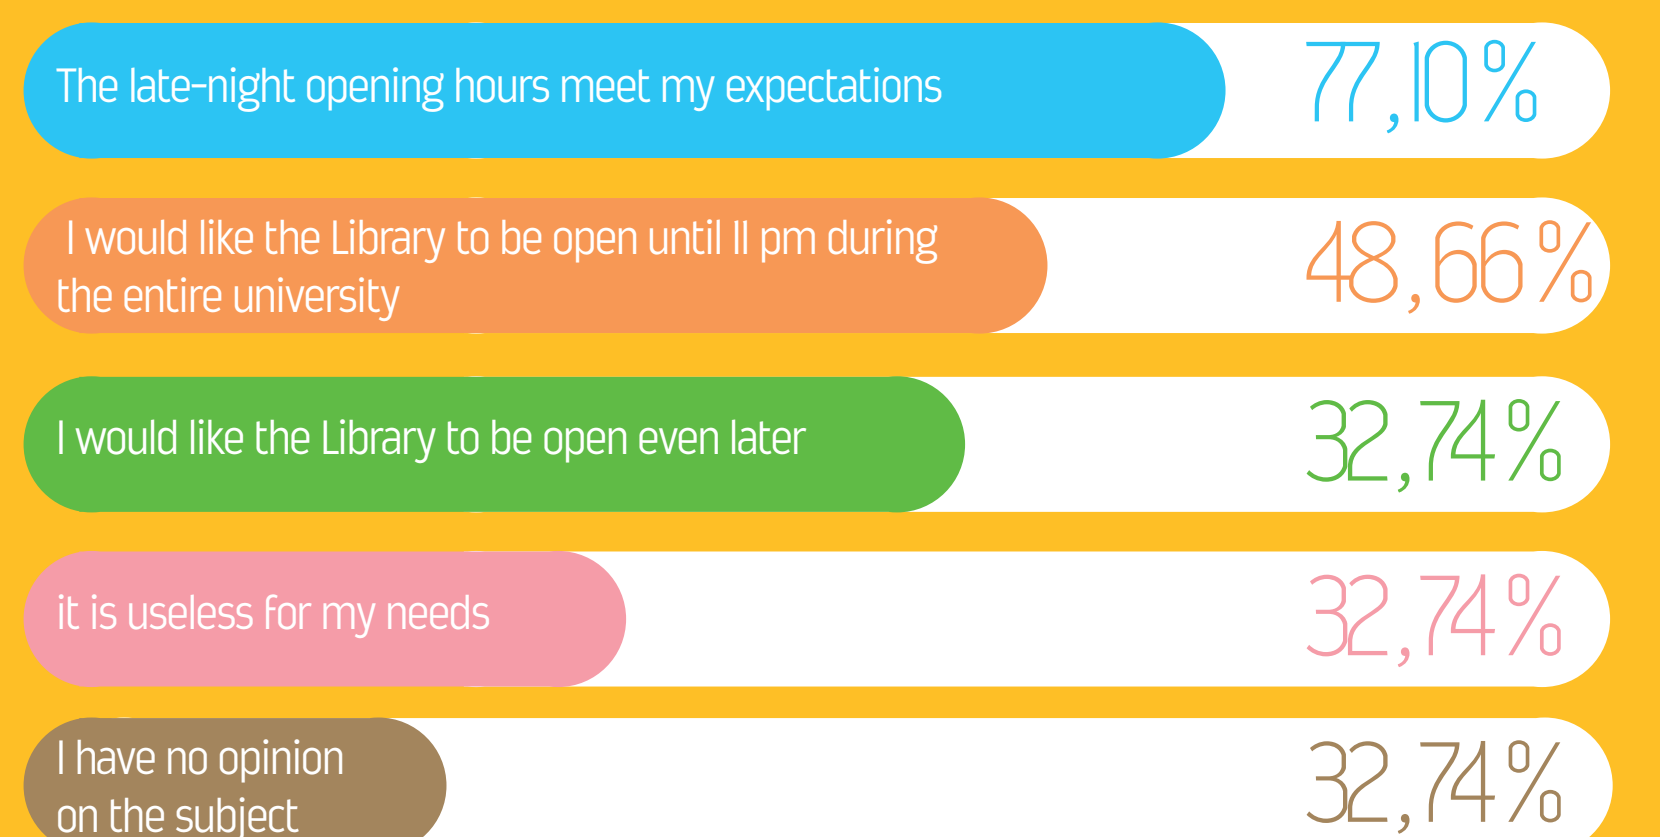 The late-night opening hours meet my expectations
77,10%
I would like the Library to be open until 11 pm during
the entire university
48,66%
I would like the Library to be open even later
32,74%
it is useless for my needs
32,74%
I have no opinion
on the subject
32,74%